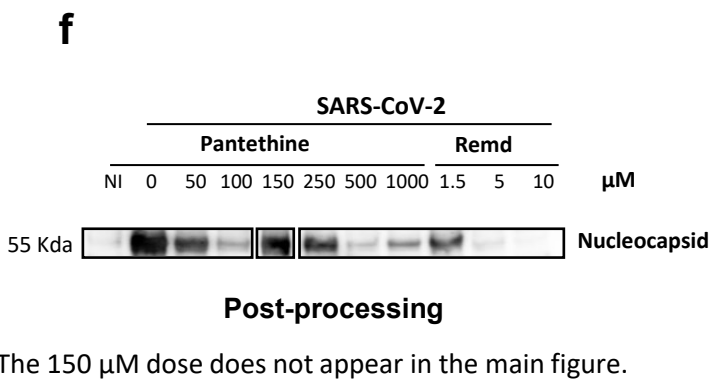 f
SARS-CoV-2
Pantethine Remd
NI 0 50 100 150 250 500 1000 1.5 5 10 μM
55 Kda Nucleocapsid
Post-processing
The 150 μM dose does not appear in the main figure.